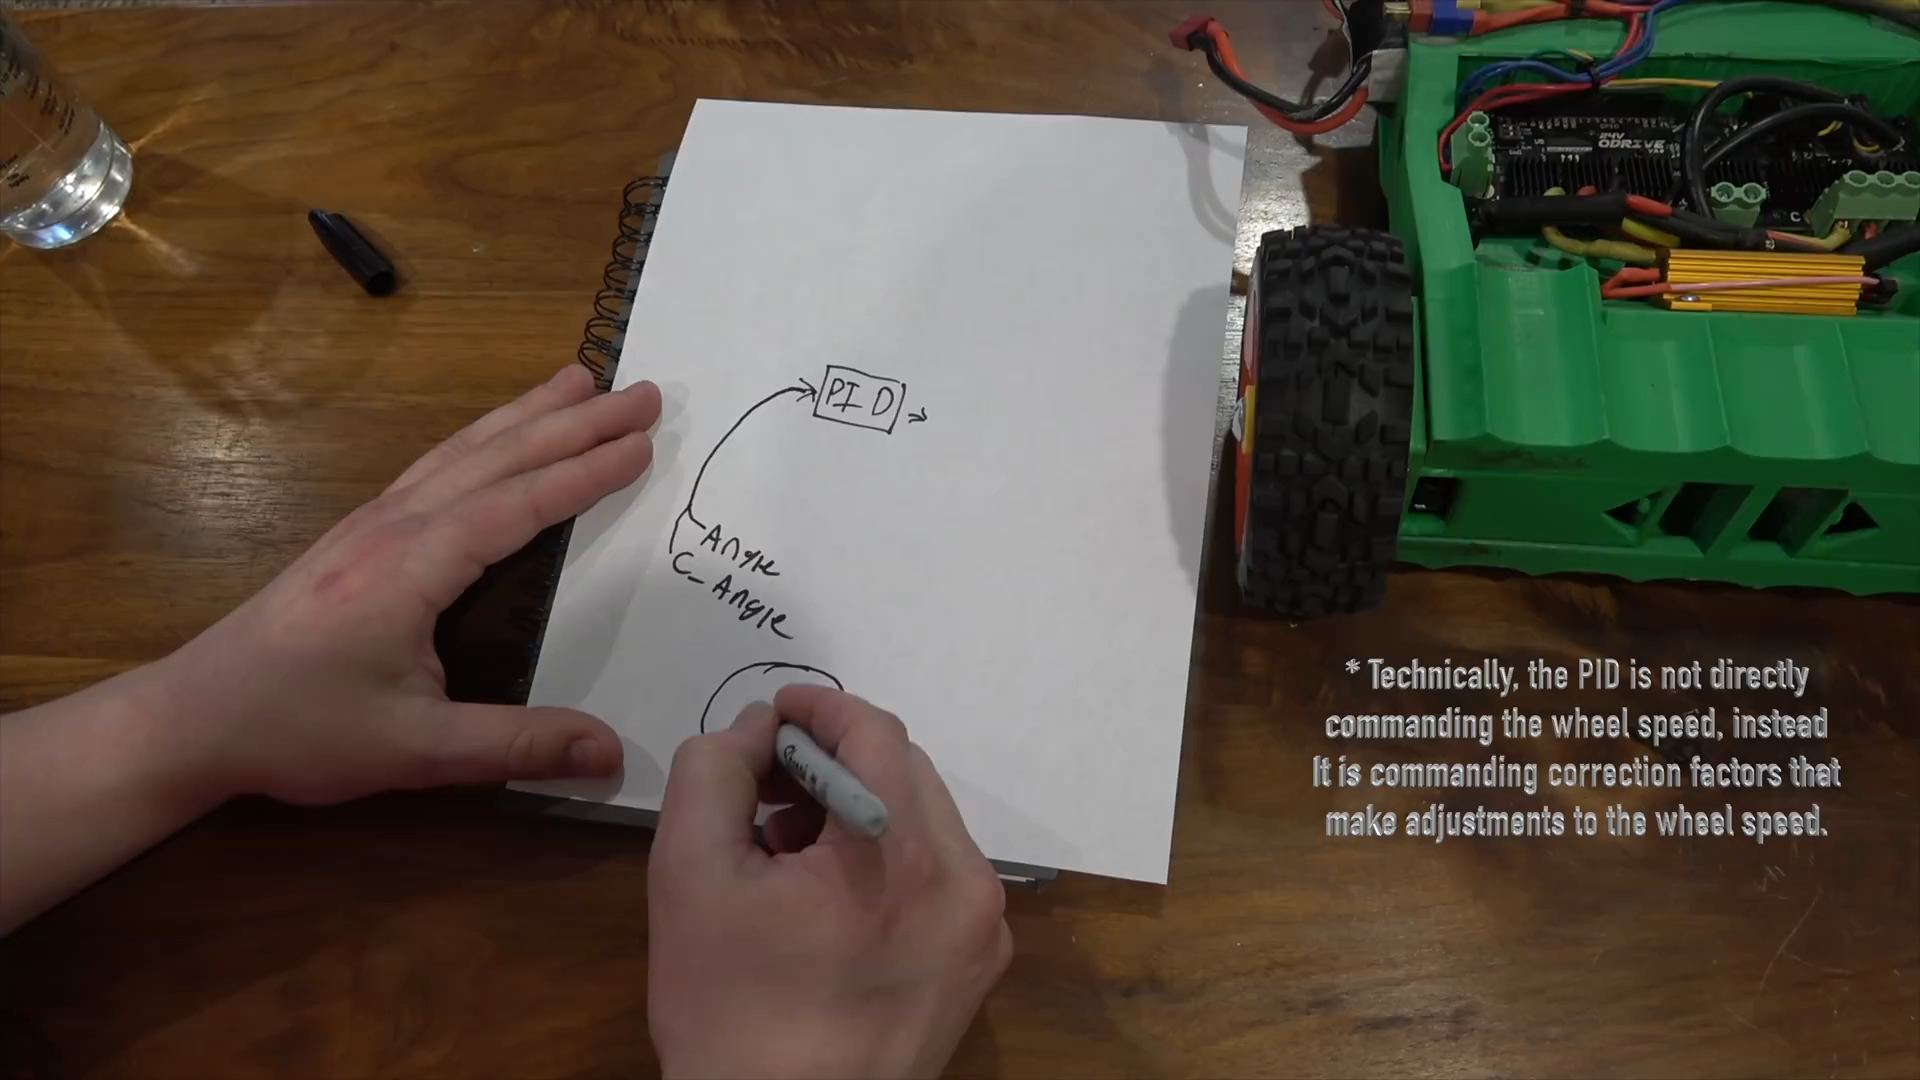 24V
ODRIVE
PID
Angle
C_Angle
* Technically, the PID is not directly
commanding the wheel speed, instead
It is commanding correction factors that
make adjustments to the wheel speed.